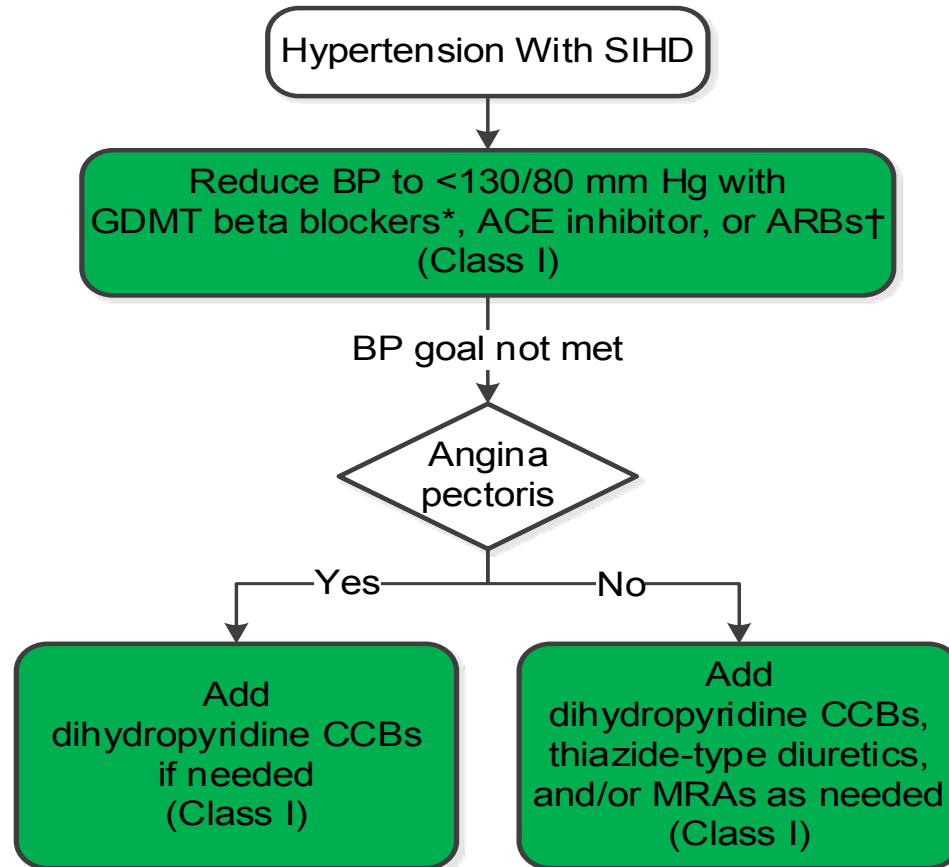 Hypertension With SIHD
Reduce BP to <130/80 mm Hg with
GDMT beta blockers*, ACE inhibitor, or ARBs†
(Class I)
BP goal not met
Angina
pectoris
Yes
No
Add
dihydropyridine CCBs
if needed
(Class I)
Add
dihydropyridine CCBs,
thiazide-type diuretics,
and/or MRAs as needed
(Class I)